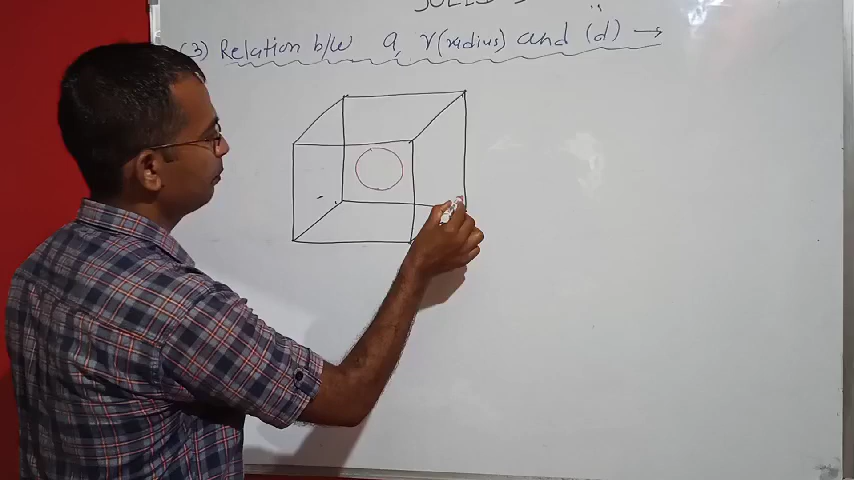 (3) Relation b/w a, r(radius) and (d) →